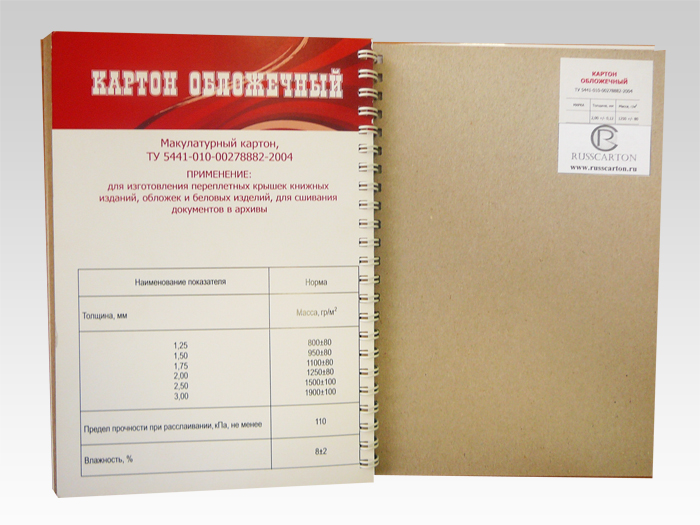 КАРТОН ОБЛОЖЕЧНЫЙ
Макулатурный картон,
ТУ 5441-010-00278882-2004
ПРИМЕНЕНИЕ:
для изготовления переплетных крышек книжных
изданий, обложек и беловых изделий, для сшивания
документов в архивы
Наименование показателя Норма
Толщина, мм Масса, гр/м²
1,25 800±80
1,50 950±80
1,75 1100±80
2,00 1250±80
2,50 1500±100
3,00 1900±100
Предел прочности при расслаивании, кПа, не менее 110
Влажность, % 8±2
КАРТОН
ОБЛОЖЕЧНЫЙ
ТУ 5441-010-00278882-2004
RUSSCARTON
www.russcarton.ru